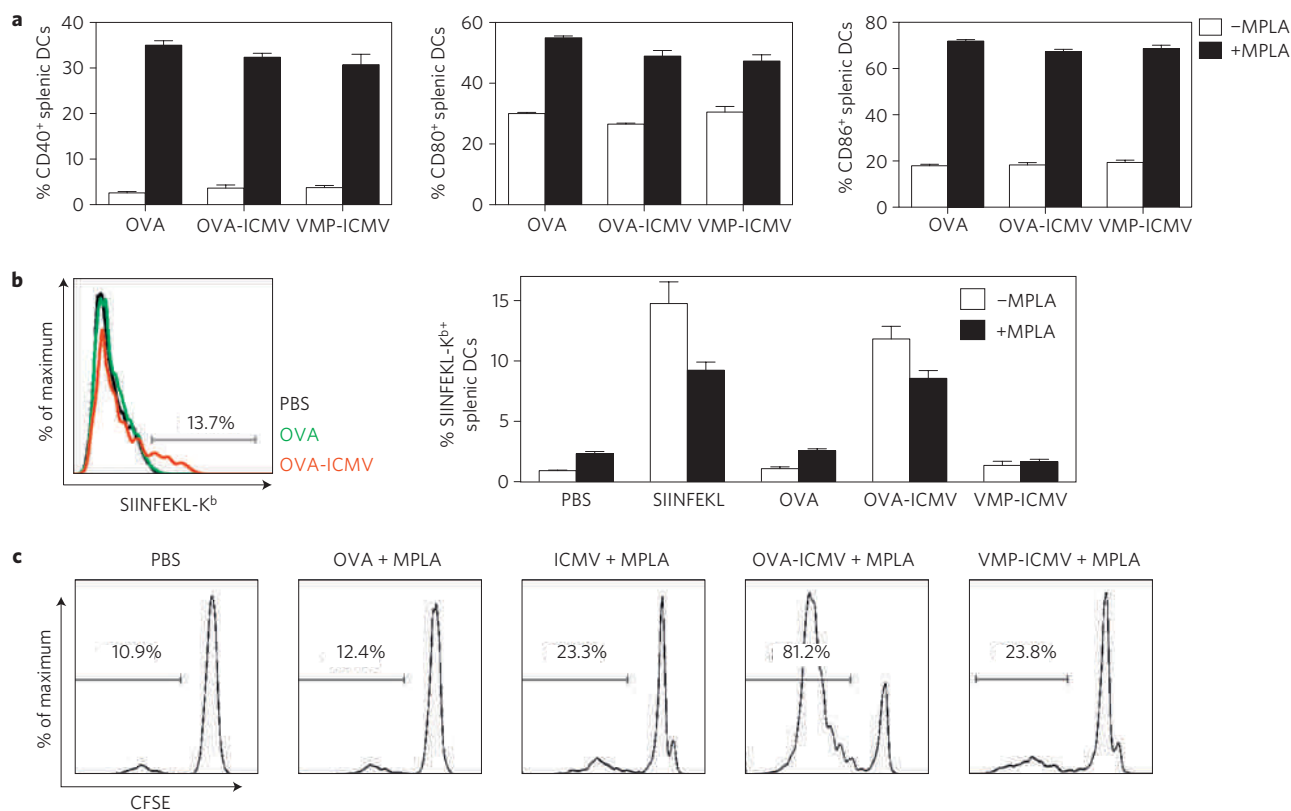 a
% CD40+ splenic DCs
40
30
20
10
0
OVA OVA-ICMV VMP-ICMV
% CD80+ splenic DCs
60
40
20
0
OVA OVA-ICMV VMP-ICMV
% CD86+ splenic DCs
80
60
40
20
0
OVA OVA-ICMV VMP-ICMV
−MPLA
+MPLA
b
% of maximum
13.7%
PBS
OVA
OVA-ICMV
SIINFEKL-Kb
% SIINFEKL-Kb+
splenic DCs
15
10
5
0
−MPLA
+MPLA
PBS SIINFEKL OVA OVA-ICMV VMP-ICMV
c
PBS OVA + MPLA ICMV + MPLA OVA-ICMV + MPLA VMP-ICMV + MPLA
% of maximum
10.9% 12.4% 23.3% 81.2% 23.8%
CFSE